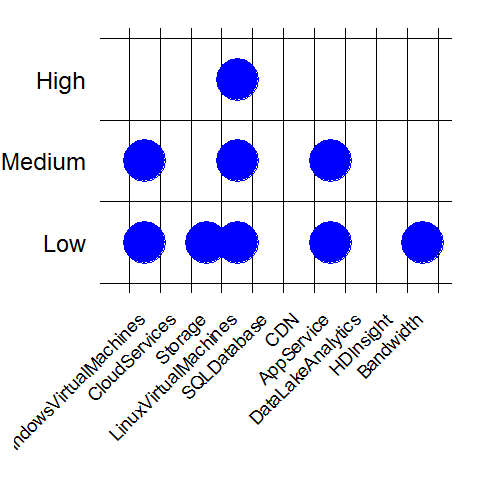 High
Medium
Low
ndowsVirtualMachines
CloudServices
Storage
LinuxVirtualMachines
SQLDatabase
CDN
AppService
DataLakeAnalytics
HDInsight
Bandwidth